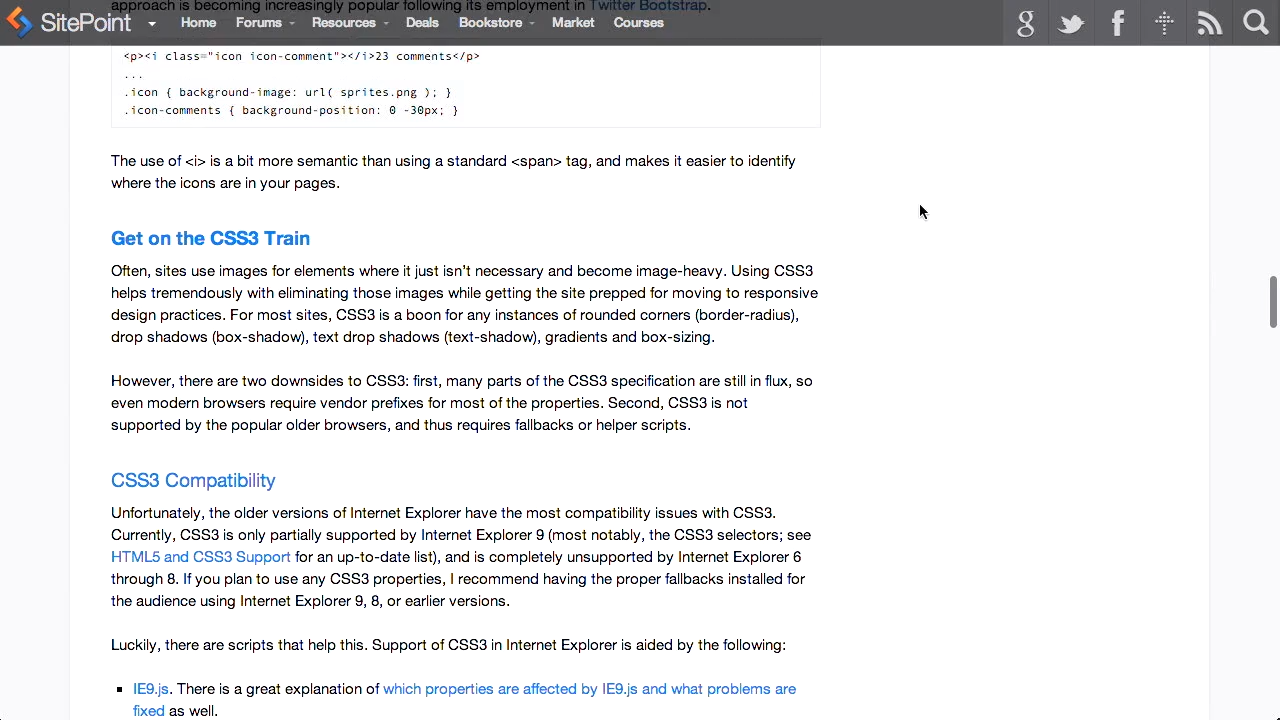 approach is becoming increasingly popular following its employment in Twitter Bootstrap.
SitePoint Home Forums Resources Deals Bookstore Market Courses
<p><i class="icon icon-comment"></i>23 comments</p>
...
.icon { background-image: url( sprites.png ); }
.icon-comments { background-position: 0 -30px; }
The use of <i> is a bit more semantic than using a standard <span> tag, and makes it easier to identify
where the icons are in your pages.
Get on the CSS3 Train
Often, sites use images for elements where it just isn't necessary and become image-heavy. Using CSS3
helps tremendously with eliminating those images while getting the site prepped for moving to responsive
design practices. For most sites, CSS3 is a boon for any instances of rounded corners (border-radius),
drop shadows (box-shadow), text drop shadows (text-shadow), gradients and box-sizing.
However, there are two downsides to CSS3: first, many parts of the CSS3 specification are still in flux, so
even modern browsers require vendor prefixes for most of the properties. Second, CSS3 is not
supported by the popular older browsers, and thus requires fallbacks or helper scripts.
CSS3 Compatibility
Unfortunately, the older versions of Internet Explorer have the most compatibility issues with CSS3.
Currently, CSS3 is only partially supported by Internet Explorer 9 (most notably, the CSS3 selectors; see
HTML5 and CSS3 Support for an up-to-date list), and is completely unsupported by Internet Explorer 6
through 8. If you plan to use any CSS3 properties, I recommend having the proper fallbacks installed for
the audience using Internet Explorer 9, 8, or earlier versions.
Luckily, there are scripts that help this. Support of CSS3 in Internet Explorer is aided by the following:
▪ IE9.js. There is a great explanation of which properties are affected by IE9.js and what problems are
fixed as well.